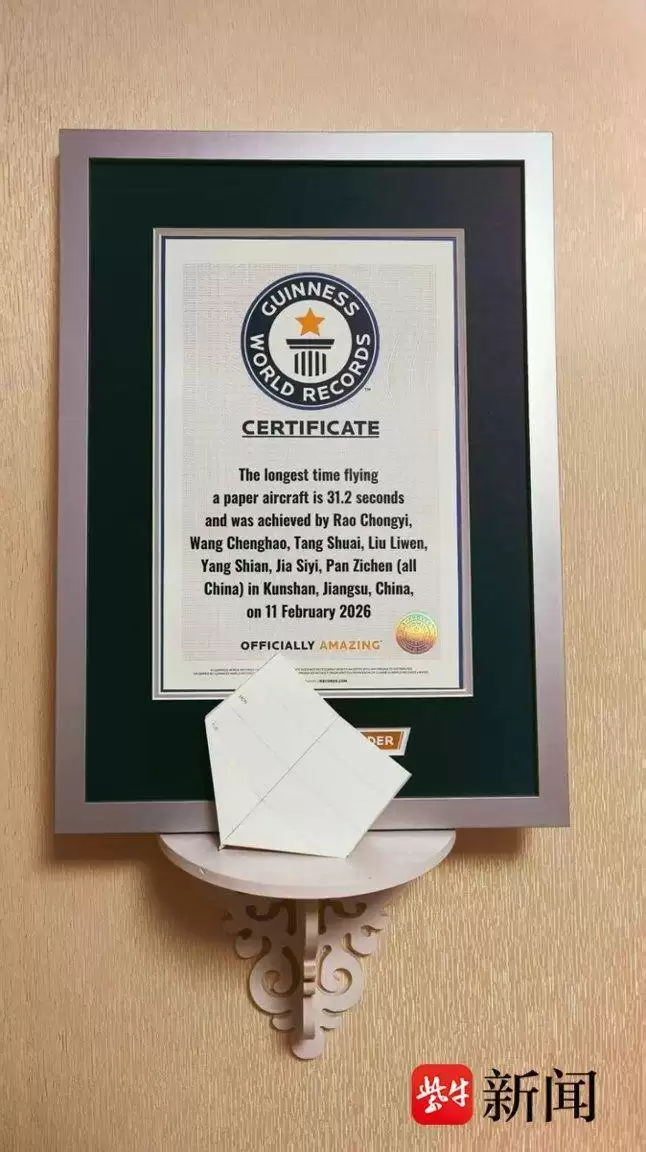 GUINNESS
WORLD RECORDS
TM
CERTIFICATE
The longest time flying
a paper aircraft is 31.2 seconds
and was achieved by Rao Chongyi,
Wang Chenghao, Tang Shuai, Liu Liwen,
Yang Shian, Jia Siyi, Pan Zichen (all
China) in Kunshan, Jiangsu, China,
on 11 February 2026
OFFICIALLY AMAZING
DER
紫牛 新闻